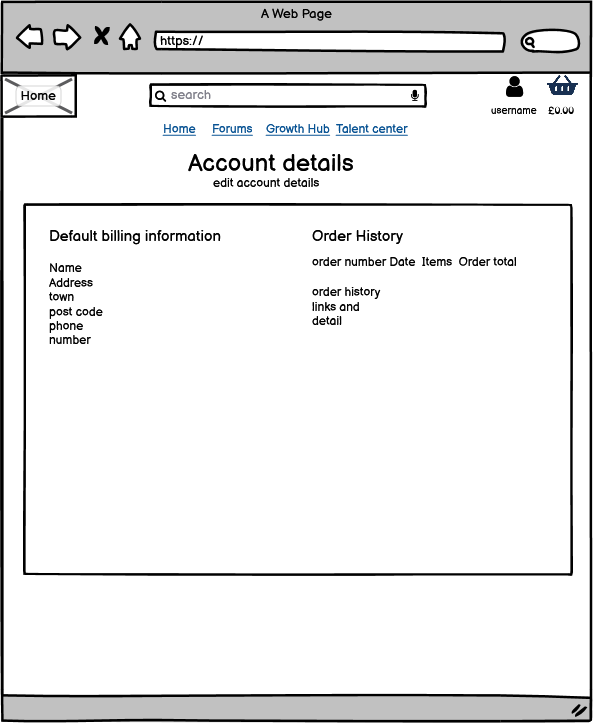 A Web Page
https://
Home
search
username £0.00
Home Forums Growth Hub Talent center
Account details
edit account details
Default billing information
Name
Address
town
post code
phone
number
Order History
order number Date Items Order total
order history
links and
detail